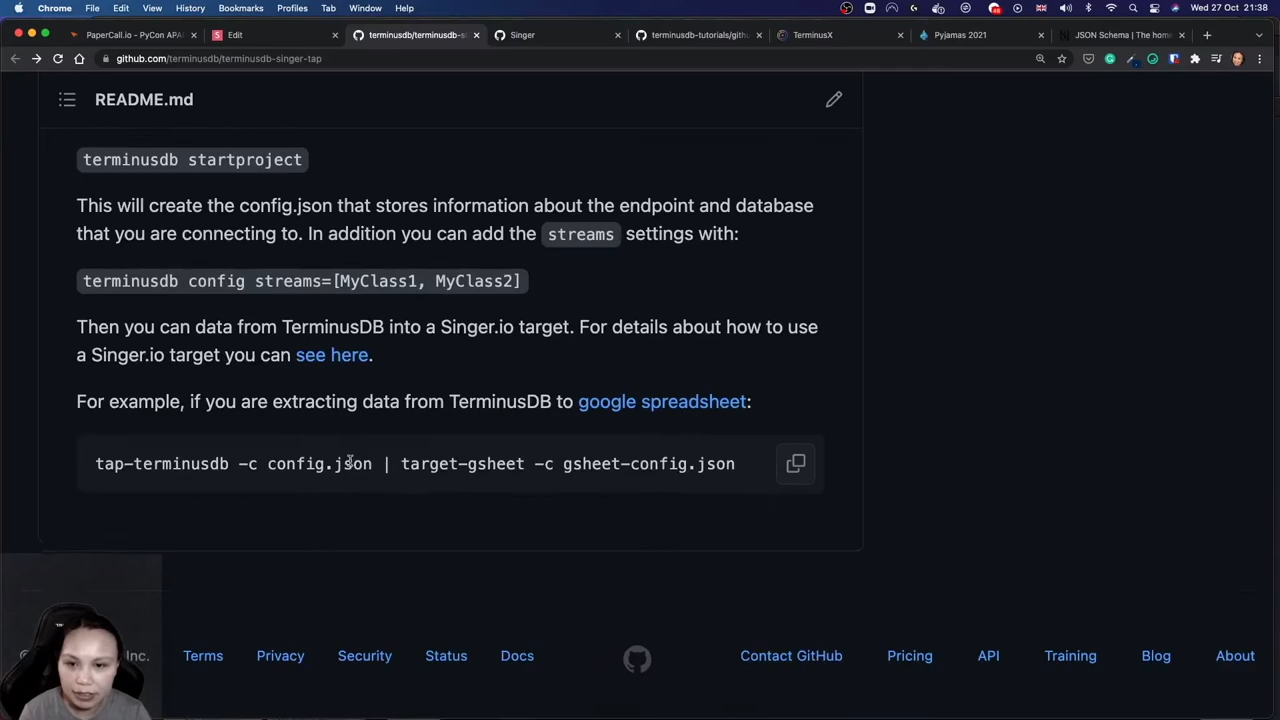 Chrome File Edit View History Bookmarks Profiles Tab Window Help Wed 27 Oct 21:38
PaperCall.io - PyCon APA
Edit
terminusdb/terminusdb-s
Singer
terminusdb-tutorials/gith
TerminusX
Pyjamas 2021
JSON Schema | The home
github.com/terminusdb/terminusdb-singer-tap
README.md
terminusdb startproject
This will create the config.json that stores information about the endpoint and database
that you are connecting to. In addition you can add the streams settings with:
terminusdb config streams=[MyClass1, MyClass2]
Then you can data from TerminusDB into a Singer.io target. For details about how to use
a Singer.io target you can see here.
For example, if you are extracting data from TerminusDB to google spreadsheet:
tap-terminusdb -c config.json | target-gsheet -c gsheet-config.json
Inc. Terms Privacy Security Status Docs Contact GitHub Pricing API Training Blog About